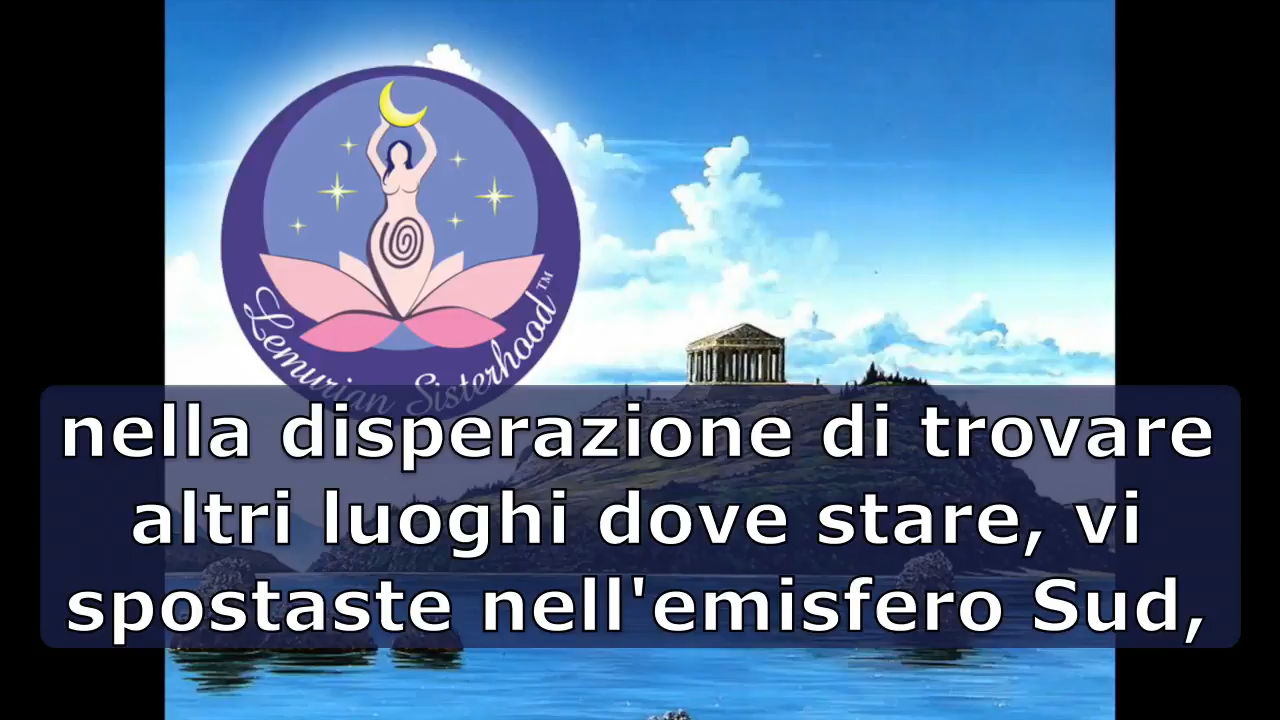 Lemurian Sisterhood™
nella disperazione di trovare
altri luoghi dove stare, vi
spostaste nell'emisfero Sud,